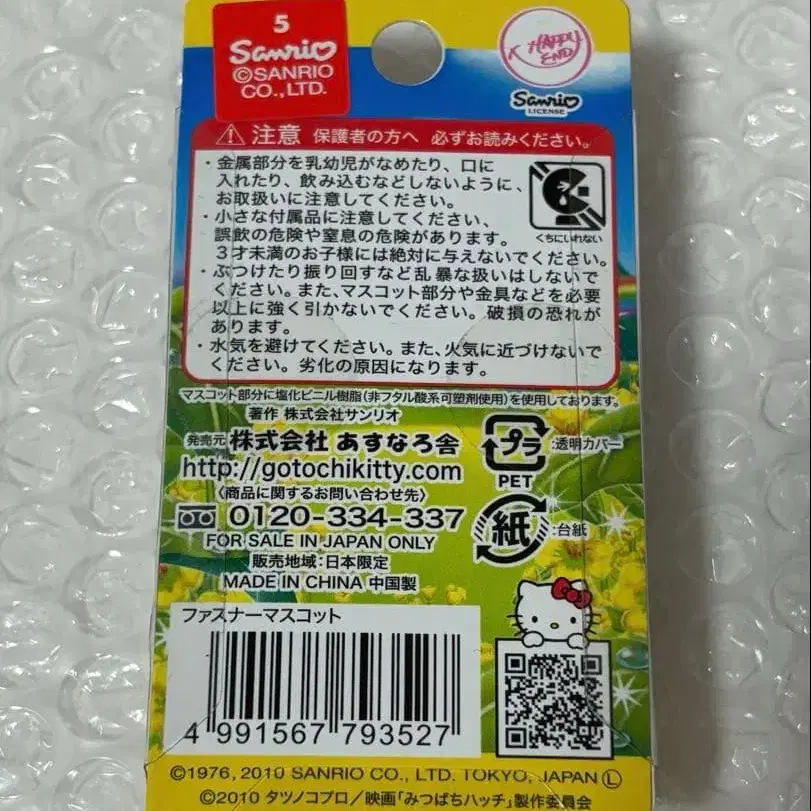 5
Sanrio
©SANRIO
CO.,LTD.
K HAPPY
END
Sanrio
LICENSE
注意 保護者の方へ 必ずお読みください。
・金属部分を乳幼児がなめたり、口に
入れたり、飲み込むなどしないように、
お取扱いに注意してください。
・小さな付属品に注意してください、
誤飲の危険や窒息の危険があります。
3才未満のお子様には絶対に与えないでください。
・ぶつけたり振り回すなど乱暴な扱いはしないで
ください。また、マスコット部分や金具などを必要
以上に強く引かないでください。破損の恐れが
あります。
・水気を避けてください。また、火気に近づけないで
ください。劣化の原因になります。
くちにいれない
マスコット部分に塩化ビニル樹脂(非フタル酸系可塑剤使用)を使用しております。
著作 株式会社サンリオ
発売元 株式会社 あすなろ舎
http://gotochikitty.com
〈商品に関するお問い合わせ先〉
0120-334-337
FOR SALE IN JAPAN ONLY
販売地域:日本限定
MADE IN CHINA 中国製
プラ
:透明カバー
PET
紙
:台紙
ファスナーマスコット
4 991567 793527
©1976, 2010 SANRIO CO., LTD. TOKYO, JAPAN Ⓛ
©2010 タツノコプロ/映画「みつばちハッチ」製作委員会